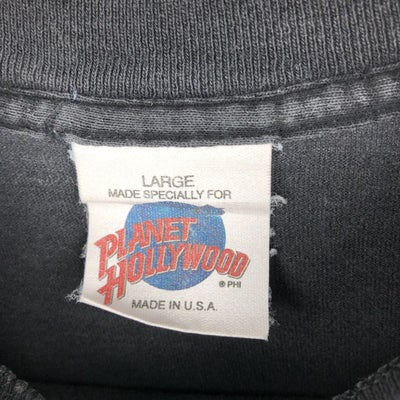 LARGE
MADE SPECIALLY FOR
PLANET
HOLLYWOOD
® PHI
MADE IN U.S.A.